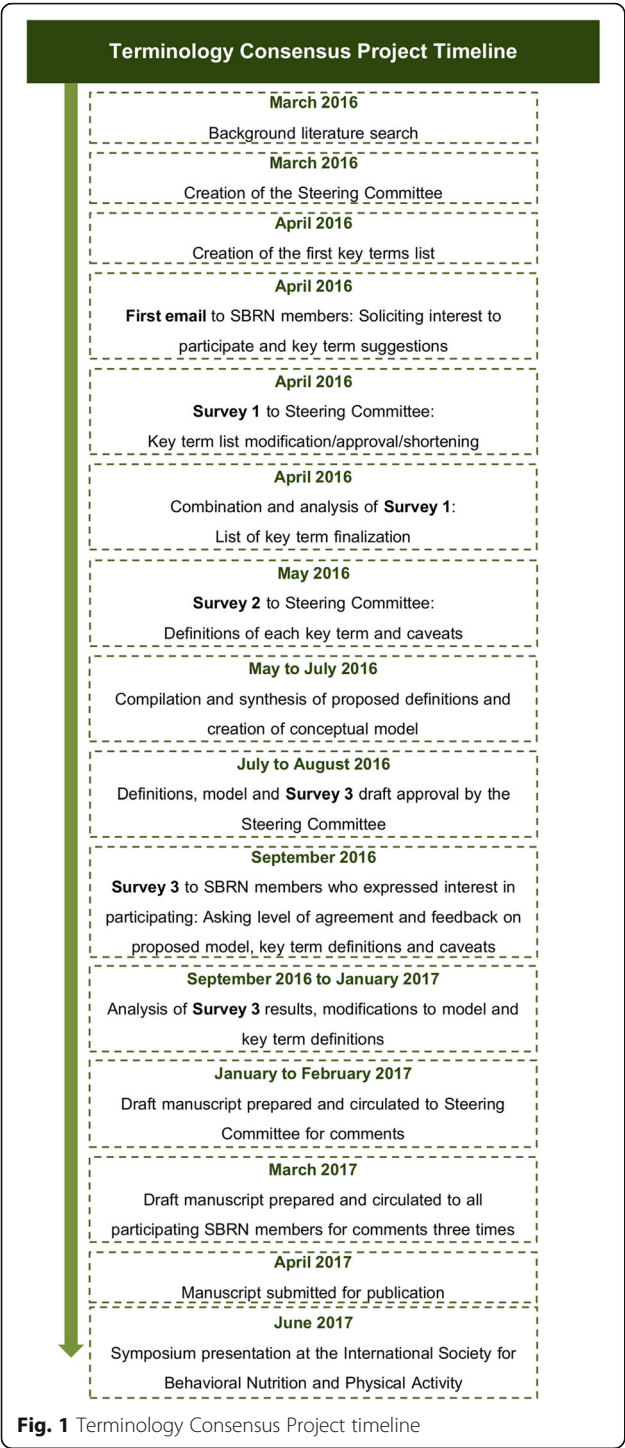 Terminology Consensus Project Timeline
March 2016
Background literature search
March 2016
Creation of the Steering Committee
April 2016
Creation of the first key terms list
April 2016
First email to SBRN members: Soliciting interest to
participate and key term suggestions
April 2016
Survey 1 to Steering Committee:
Key term list modification/approval/shortening
April 2016
Combination and analysis of Survey 1:
List of key term finalization
May 2016
Survey 2 to Steering Committee:
Definitions of each key term and caveats
May to July 2016
Compilation and synthesis of proposed definitions and
creation of conceptual model
July to August 2016
Definitions, model and Survey 3 draft approval by the
Steering Committee
September 2016
Survey 3 to SBRN members who expressed interest in
participating: Asking level of agreement and feedback on
proposed model, key term definitions and caveats
September 2016 to January 2017
Analysis of Survey 3 results, modifications to model and
key term definitions
January to February 2017
Draft manuscript prepared and circulated to Steering
Committee for comments
March 2017
Draft manuscript prepared and circulated to all
participating SBRN members for comments three times
April 2017
Manuscript submitted for publication
June 2017
Symposium presentation at the International Society for
Behavioral Nutrition and Physical Activity
Fig. 1 Terminology Consensus Project timeline